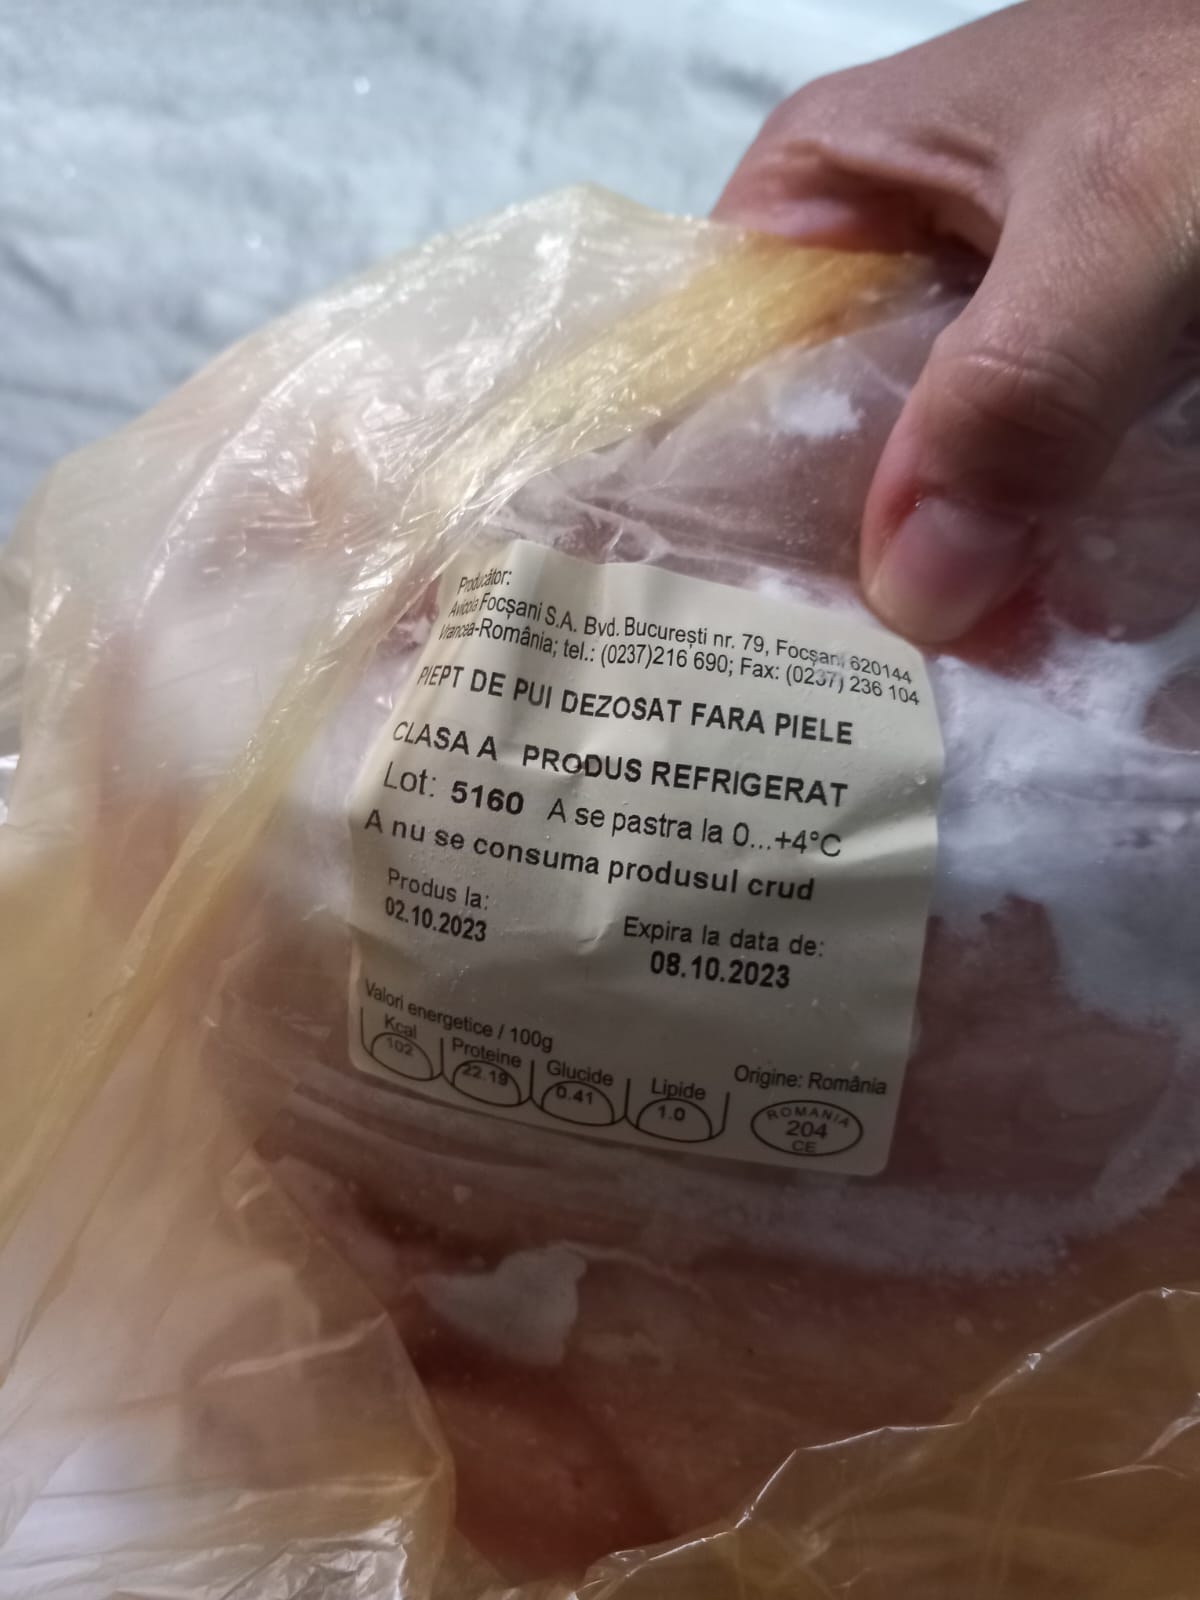 Producător:
Avicola Focșani S.A. Bvd. București nr. 79, Focșani 620144
Vrancea-România; tel.: (0237)216 690; Fax: (0237) 236 104
PIEPT DE PUI DEZOSAT FARA PIELE
CLASA A PRODUS REFRIGERAT
Lot: 5160 A se pastra la 0...+4°C
A nu se consuma produsul crud
Produs la:
02.10.2023
Expira la data de:
08.10.2023
Valori energetice / 100g
Kcal Proteine Glucide Lipide
102 22.19 0.41 1.0
Origine: România
ROMANIA
204
CE